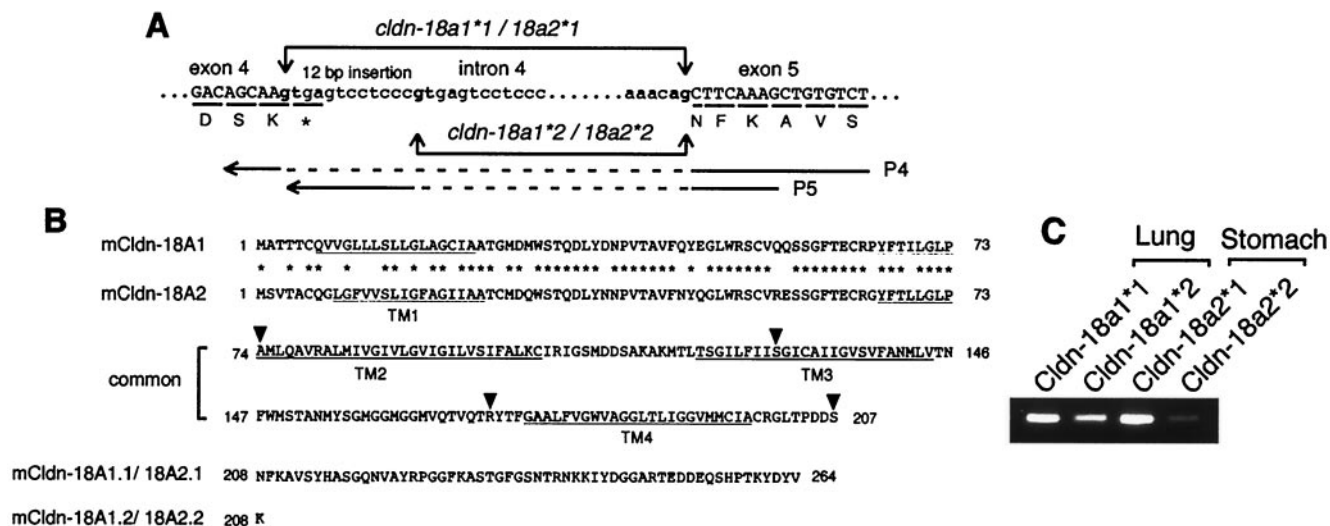 A
cldn-18a1*1 / 18a2*1
exon 4 12 bp insertion intron 4 exon 5
...GACAGCAAgtgagtcctcccgtgagtcctccc.......aaacagCTTCAAAGCTGTGTCT...
D S K * N F K A V S
cldn-18a1*2 / 18a2*2
P4
P5
B
mCldn-18A1 1 MATTTCQVVGLLLSLLGLAGCIAATGMDMWSTQDLYDNPVTAVFQYEGLWRSCVQQSSGFTECRPYFTILGLP 73
* * * * ** ** * *** * ** ******** ******* * ******** ******** *** ****
mCldn-18A2 1 MSVTACQGLGFVVSLIGFAGIIAATCMDQWSTQDLYNNPVTAVFNYQGLWRSCVRESSGFTECRGYFTLLGLP 73
TM1
common
74 AMLQAVRALMIVGIVLGVIGILVSIFALKCIRIGSMDDSAKAKMTLTSGILFIISGICAIIGVSVFANMLVTN 146
TM2 TM3
147 FWMSTANMYSGMGGMGGMVQTVQTRYTFGAALFVGWVAGGLTLIGGVMMCIACRGLTPDDS 207
TM4
mCldn-18A1.1/ 18A2.1 208 NFKAVSYHASGQNVAYRPGGFKASTGFGSNTRNKKIYDGGARTEDDEQSHPTKYDYV 264
mCldn-18A1.2/ 18A2.2 208 K
C
Lung Stomach
Cldn-18a1*1
Cldn-18a1*2
Cldn-18a2*1
Cldn-18a2*2